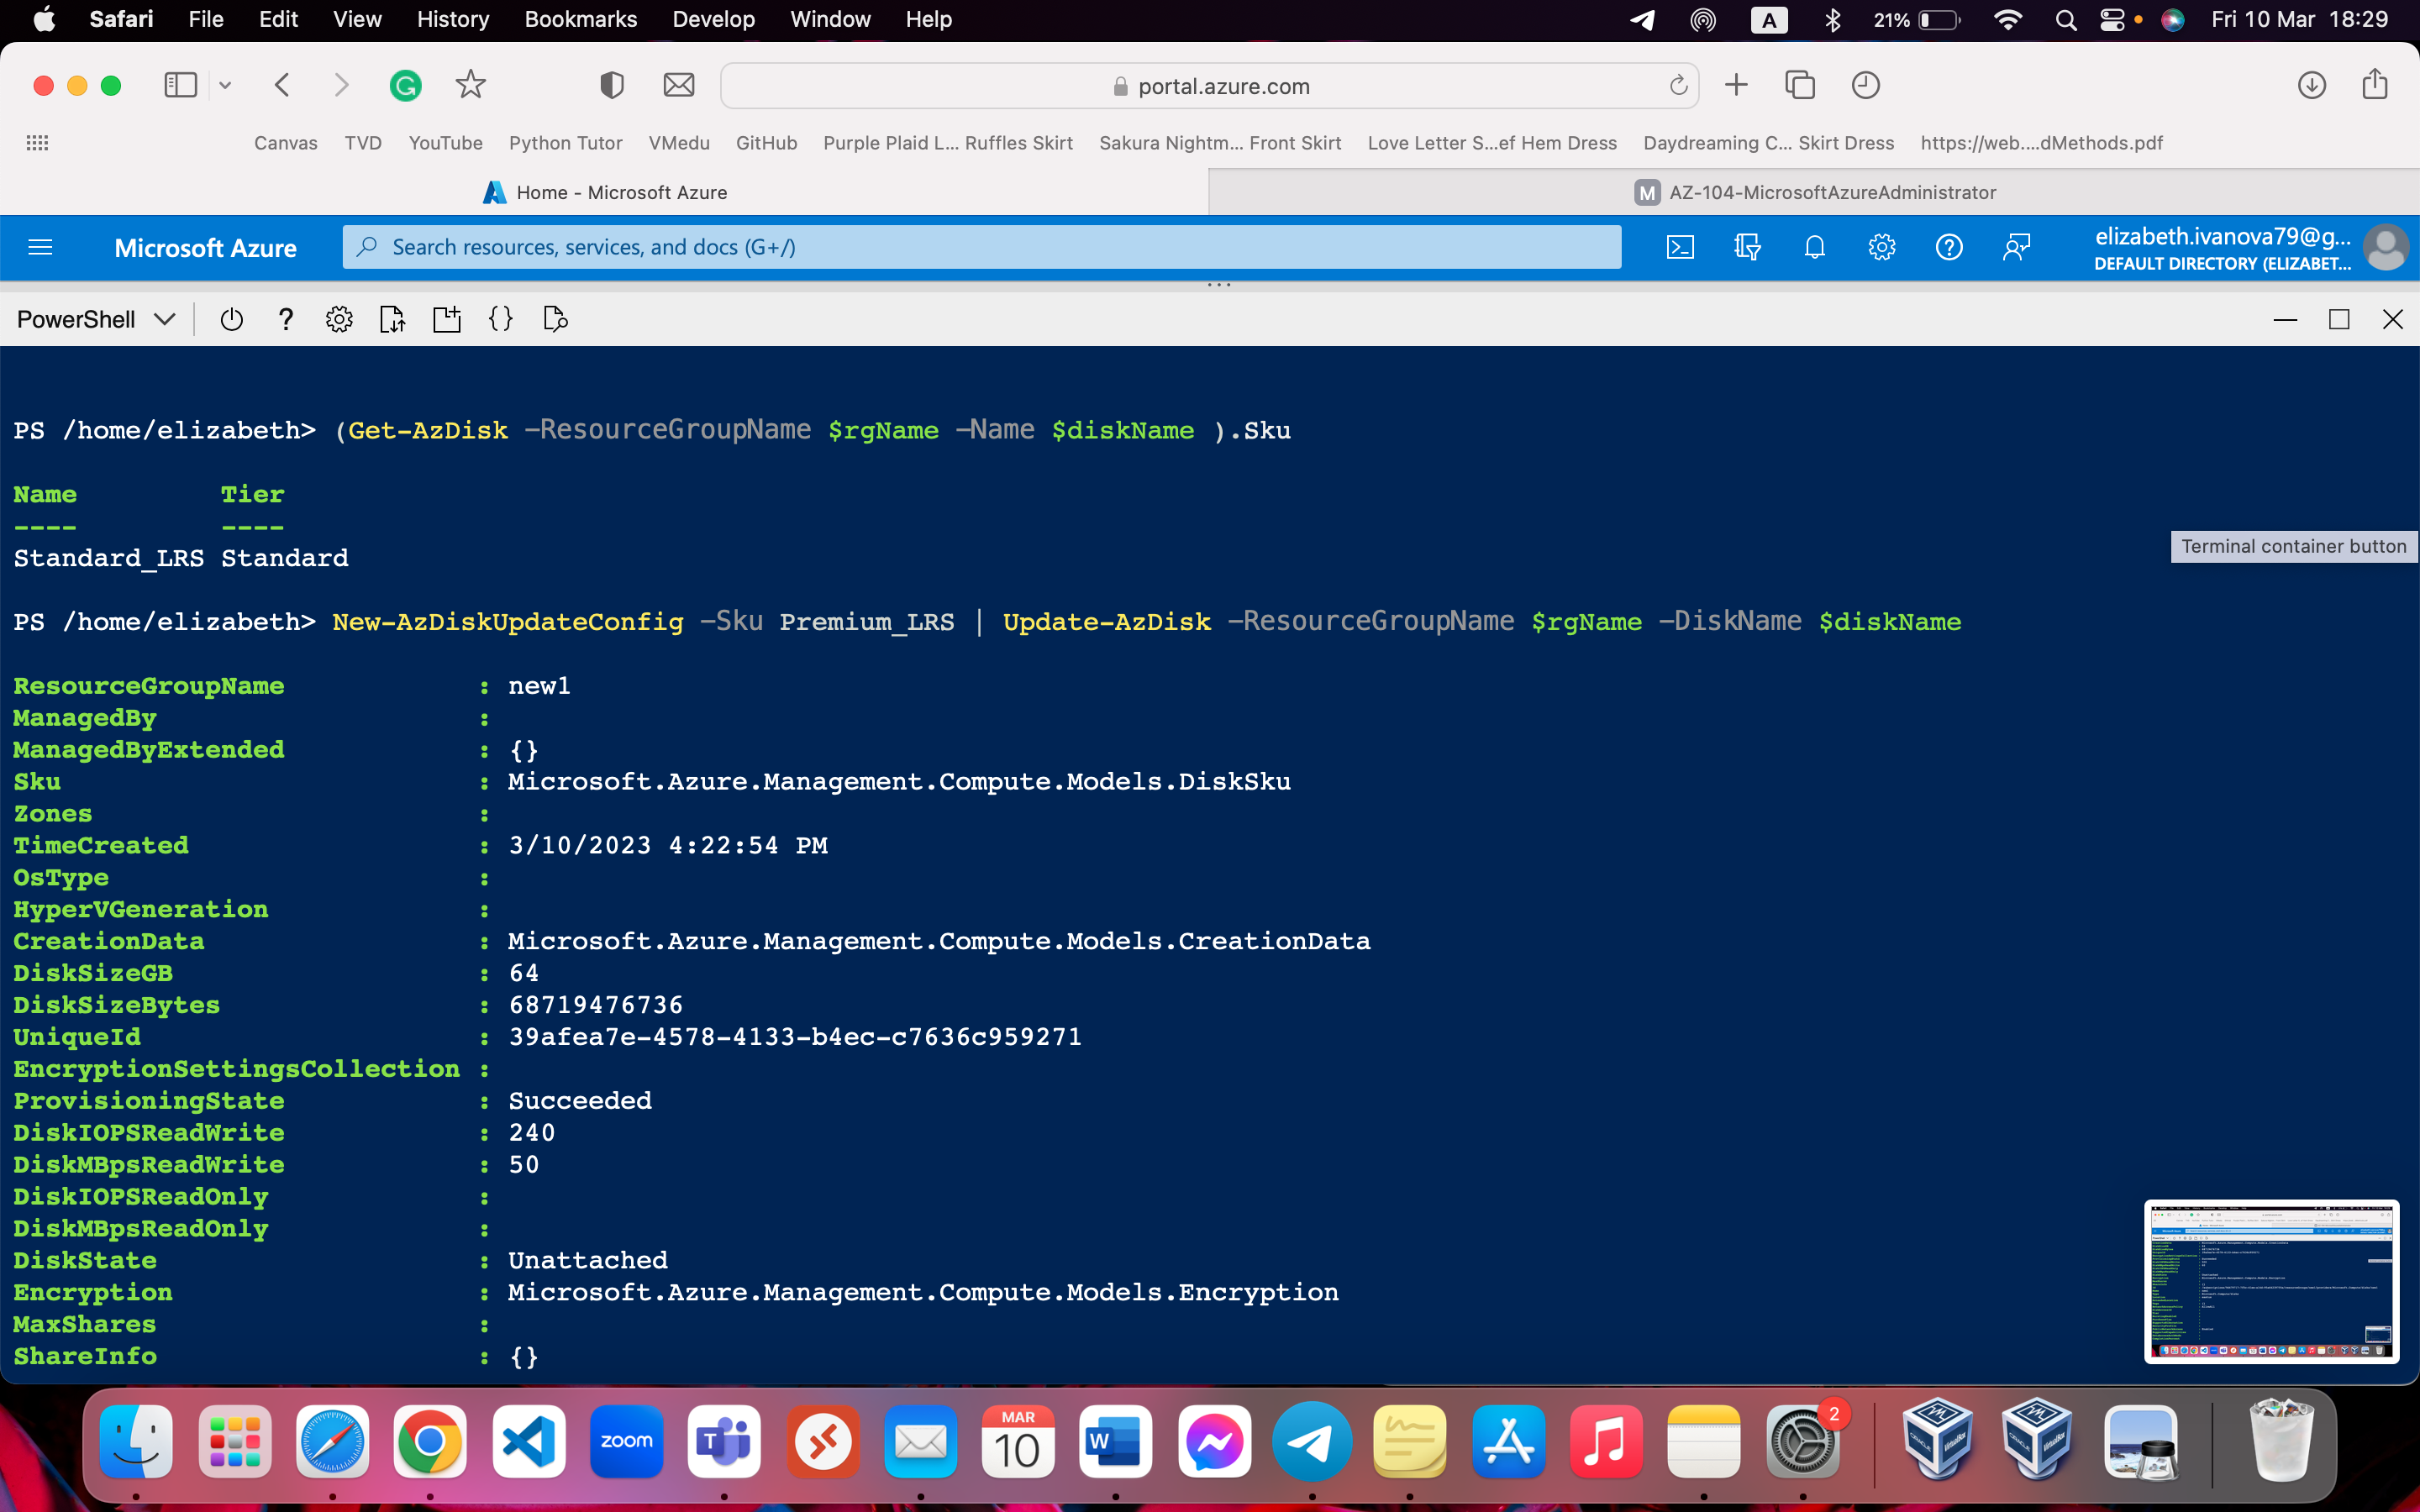 Safari File Edit View History Bookmarks Develop Window Help A 21% Fri 10 Mar 18:29
portal.azure.com
Canvas TVD YouTube Python Tutor VMedu GitHub Purple Plaid L... Ruffles Skirt Sakura Nightm... Front Skirt Love Letter S...ef Hem Dress Daydreaming C... Skirt Dress https://web....dMethods.pdf
Home - Microsoft Azure M AZ-104-MicrosoftAzureAdministrator
Microsoft Azure Search resources, services, and docs (G+/) elizabeth.ivanova79@g...
DEFAULT DIRECTORY (ELIZABET...
PowerShell
PS /home/elizabeth> (Get-AzDisk -ResourceGroupName $rgName -Name $diskName ).Sku
Name Tier
---- ----
Standard_LRS Standard
Terminal container button
PS /home/elizabeth> New-AzDiskUpdateConfig -Sku Premium_LRS | Update-AzDisk -ResourceGroupName $rgName -DiskName $diskName
ResourceGroupName : new1
ManagedBy :
ManagedByExtended : {}
Sku : Microsoft.Azure.Management.Compute.Models.DiskSku
Zones :
TimeCreated : 3/10/2023 4:22:54 PM
OsType :
HyperVGeneration :
CreationData : Microsoft.Azure.Management.Compute.Models.CreationData
DiskSizeGB : 64
DiskSizeBytes : 68719476736
UniqueId : 39afea7e-4578-4133-b4ec-c7636c959271
EncryptionSettingsCollection :
ProvisioningState : Succeeded
DiskIOPSReadWrite : 240
DiskMBpsReadWrite : 50
DiskIOPSReadOnly :
DiskMBpsReadOnly :
DiskState : Unattached
Encryption : Microsoft.Azure.Management.Compute.Models.Encryption
MaxShares :
ShareInfo : {}
zoom T MAR 10 W 2